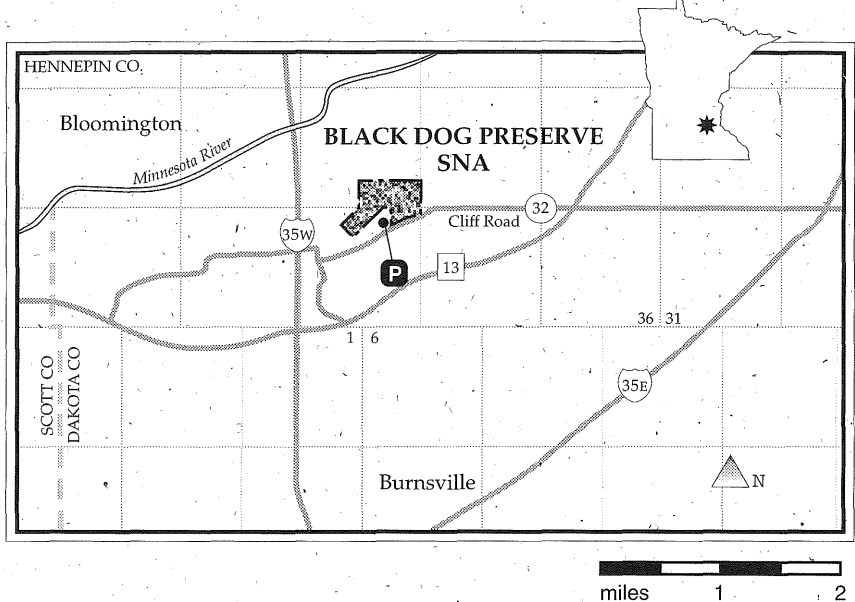 HENNEPIN CO.
Bloomington
Minnesota River
BLACK DOG PRESERVE
SNA
35W
32
Cliff Road
P
13
36 31
1 6
SCOTT CO
DAKOTA CO
35E
Burnsville
N
miles 1 2